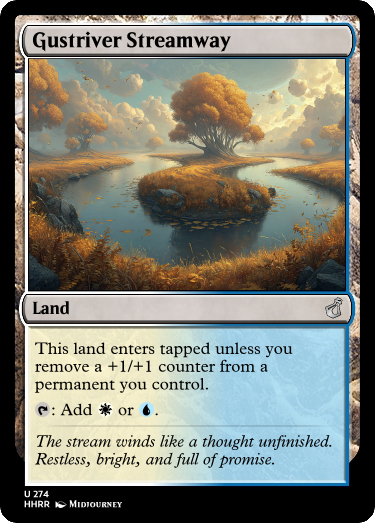 Gustriver Streamway
Land
This land enters tapped unless you
remove a +1/+1 counter from a
permanent you control.
: Add or .
The stream winds like a thought unfinished.
Restless, bright, and full of promise.
U 274
HHRR Midjourney